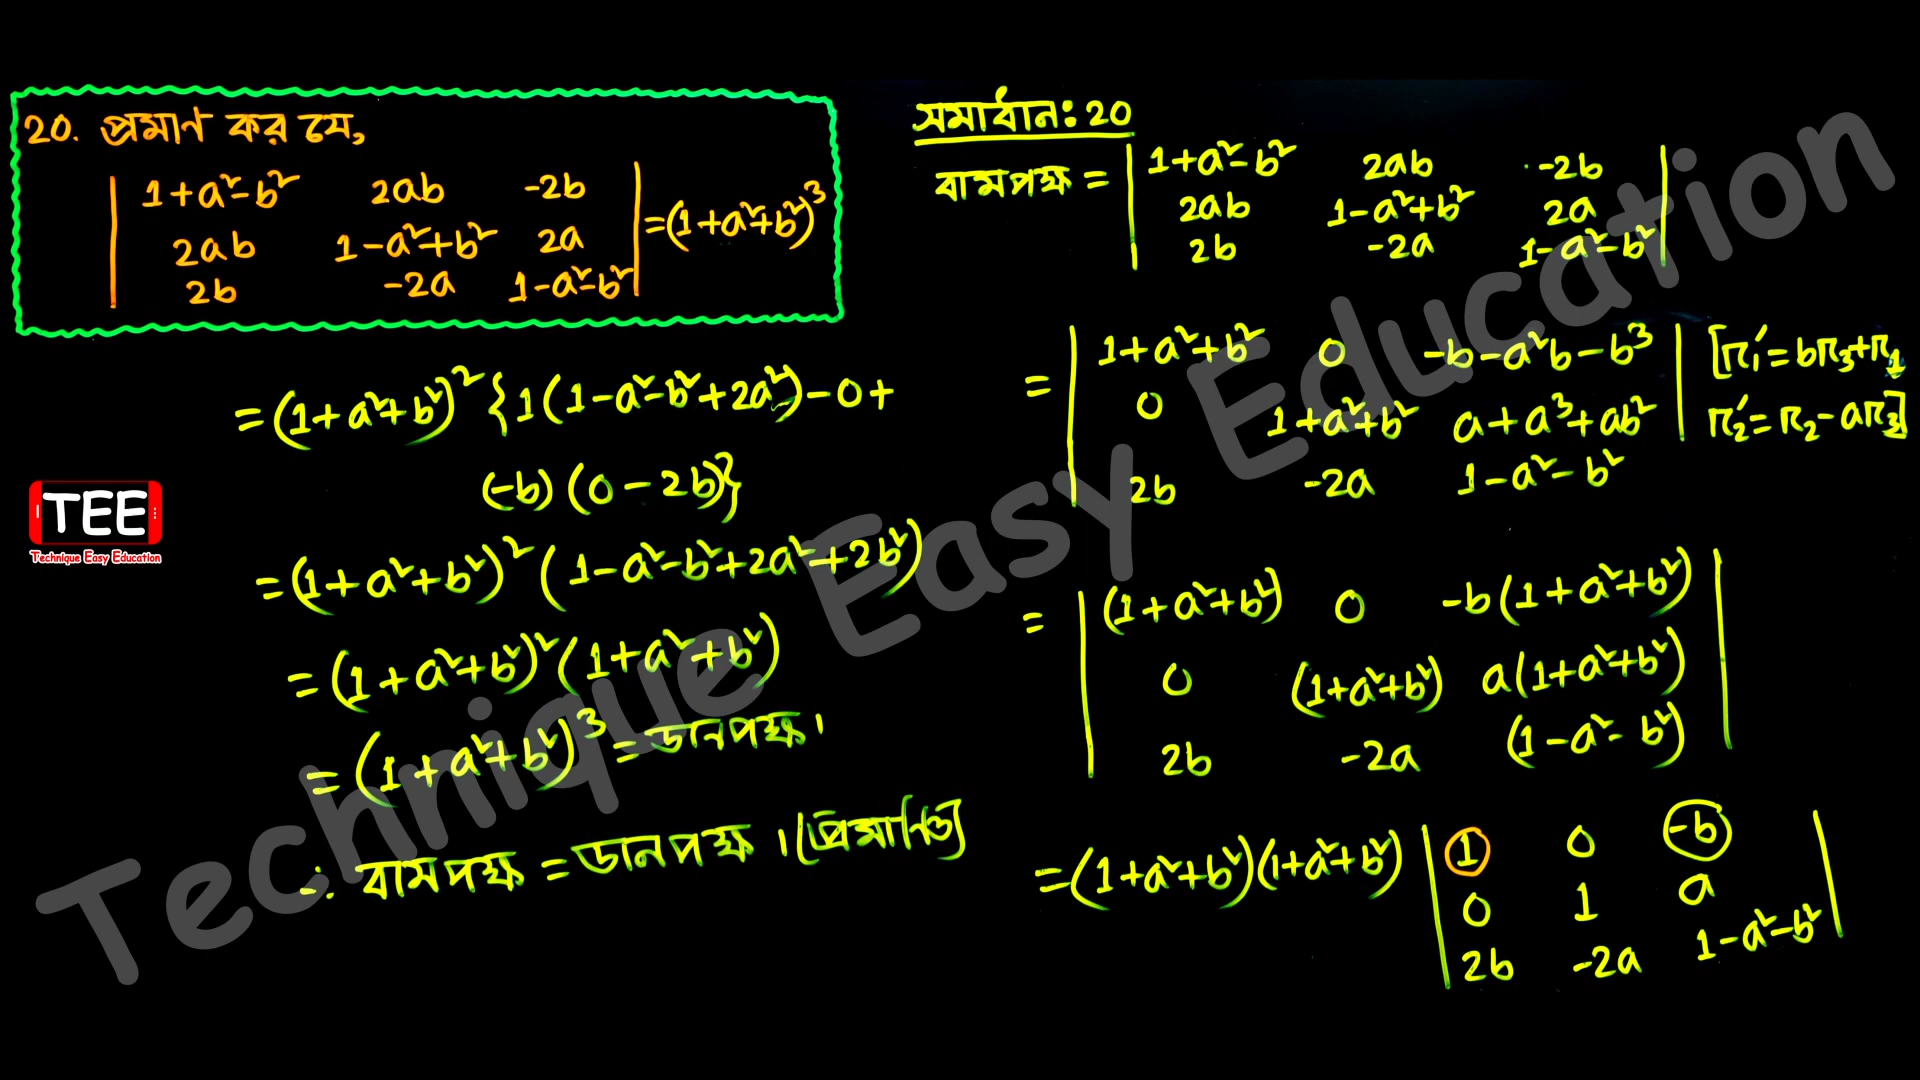 20. প্রমাণ কর যে,
| 1+a²-b² 2ab -2b |
| 2ab 1-a²+b² 2a | =(1+a²+b²)³
| 2b -2a 1-a²-b² |
সমাধান: 20
বামপক্ষ = | 1+a²-b² 2ab -2b |
| 2ab 1-a²+b² 2a |
| 2b -2a 1-a²-b² |
= | 1+a²+b² 0 -b-a²b-b³ | [r₁′=br₃+r₁
| 0 1+a²+b² a+a³+ab² | r₂′=r₂-ar₃]
| 2b -2a 1-a²-b² |
= | (1+a²+b²) 0 -b(1+a²+b²) |
| 0 (1+a²+b²) a(1+a²+b²) |
| 2b -2a (1-a²-b²) |
=(1+a²+b²)(1+a²+b²) | 1 0 -b |
| 0 1 a |
| 2b -2a 1-a²-b² |
=(1+a²+b²)²{1(1-a²-b²+2a²)-0+
(-b)(0-2b)}
=(1+a²+b²)²(1-a²-b²+2a²+2b²)
=(1+a²+b²)²(1+a²+b²)
=(1+a²+b²)³=ডানপক্ষ।
∴ বামপক্ষ = ডানপক্ষ। [প্রমাণিত]
TEE
Technique Easy Education
Technique Easy Education